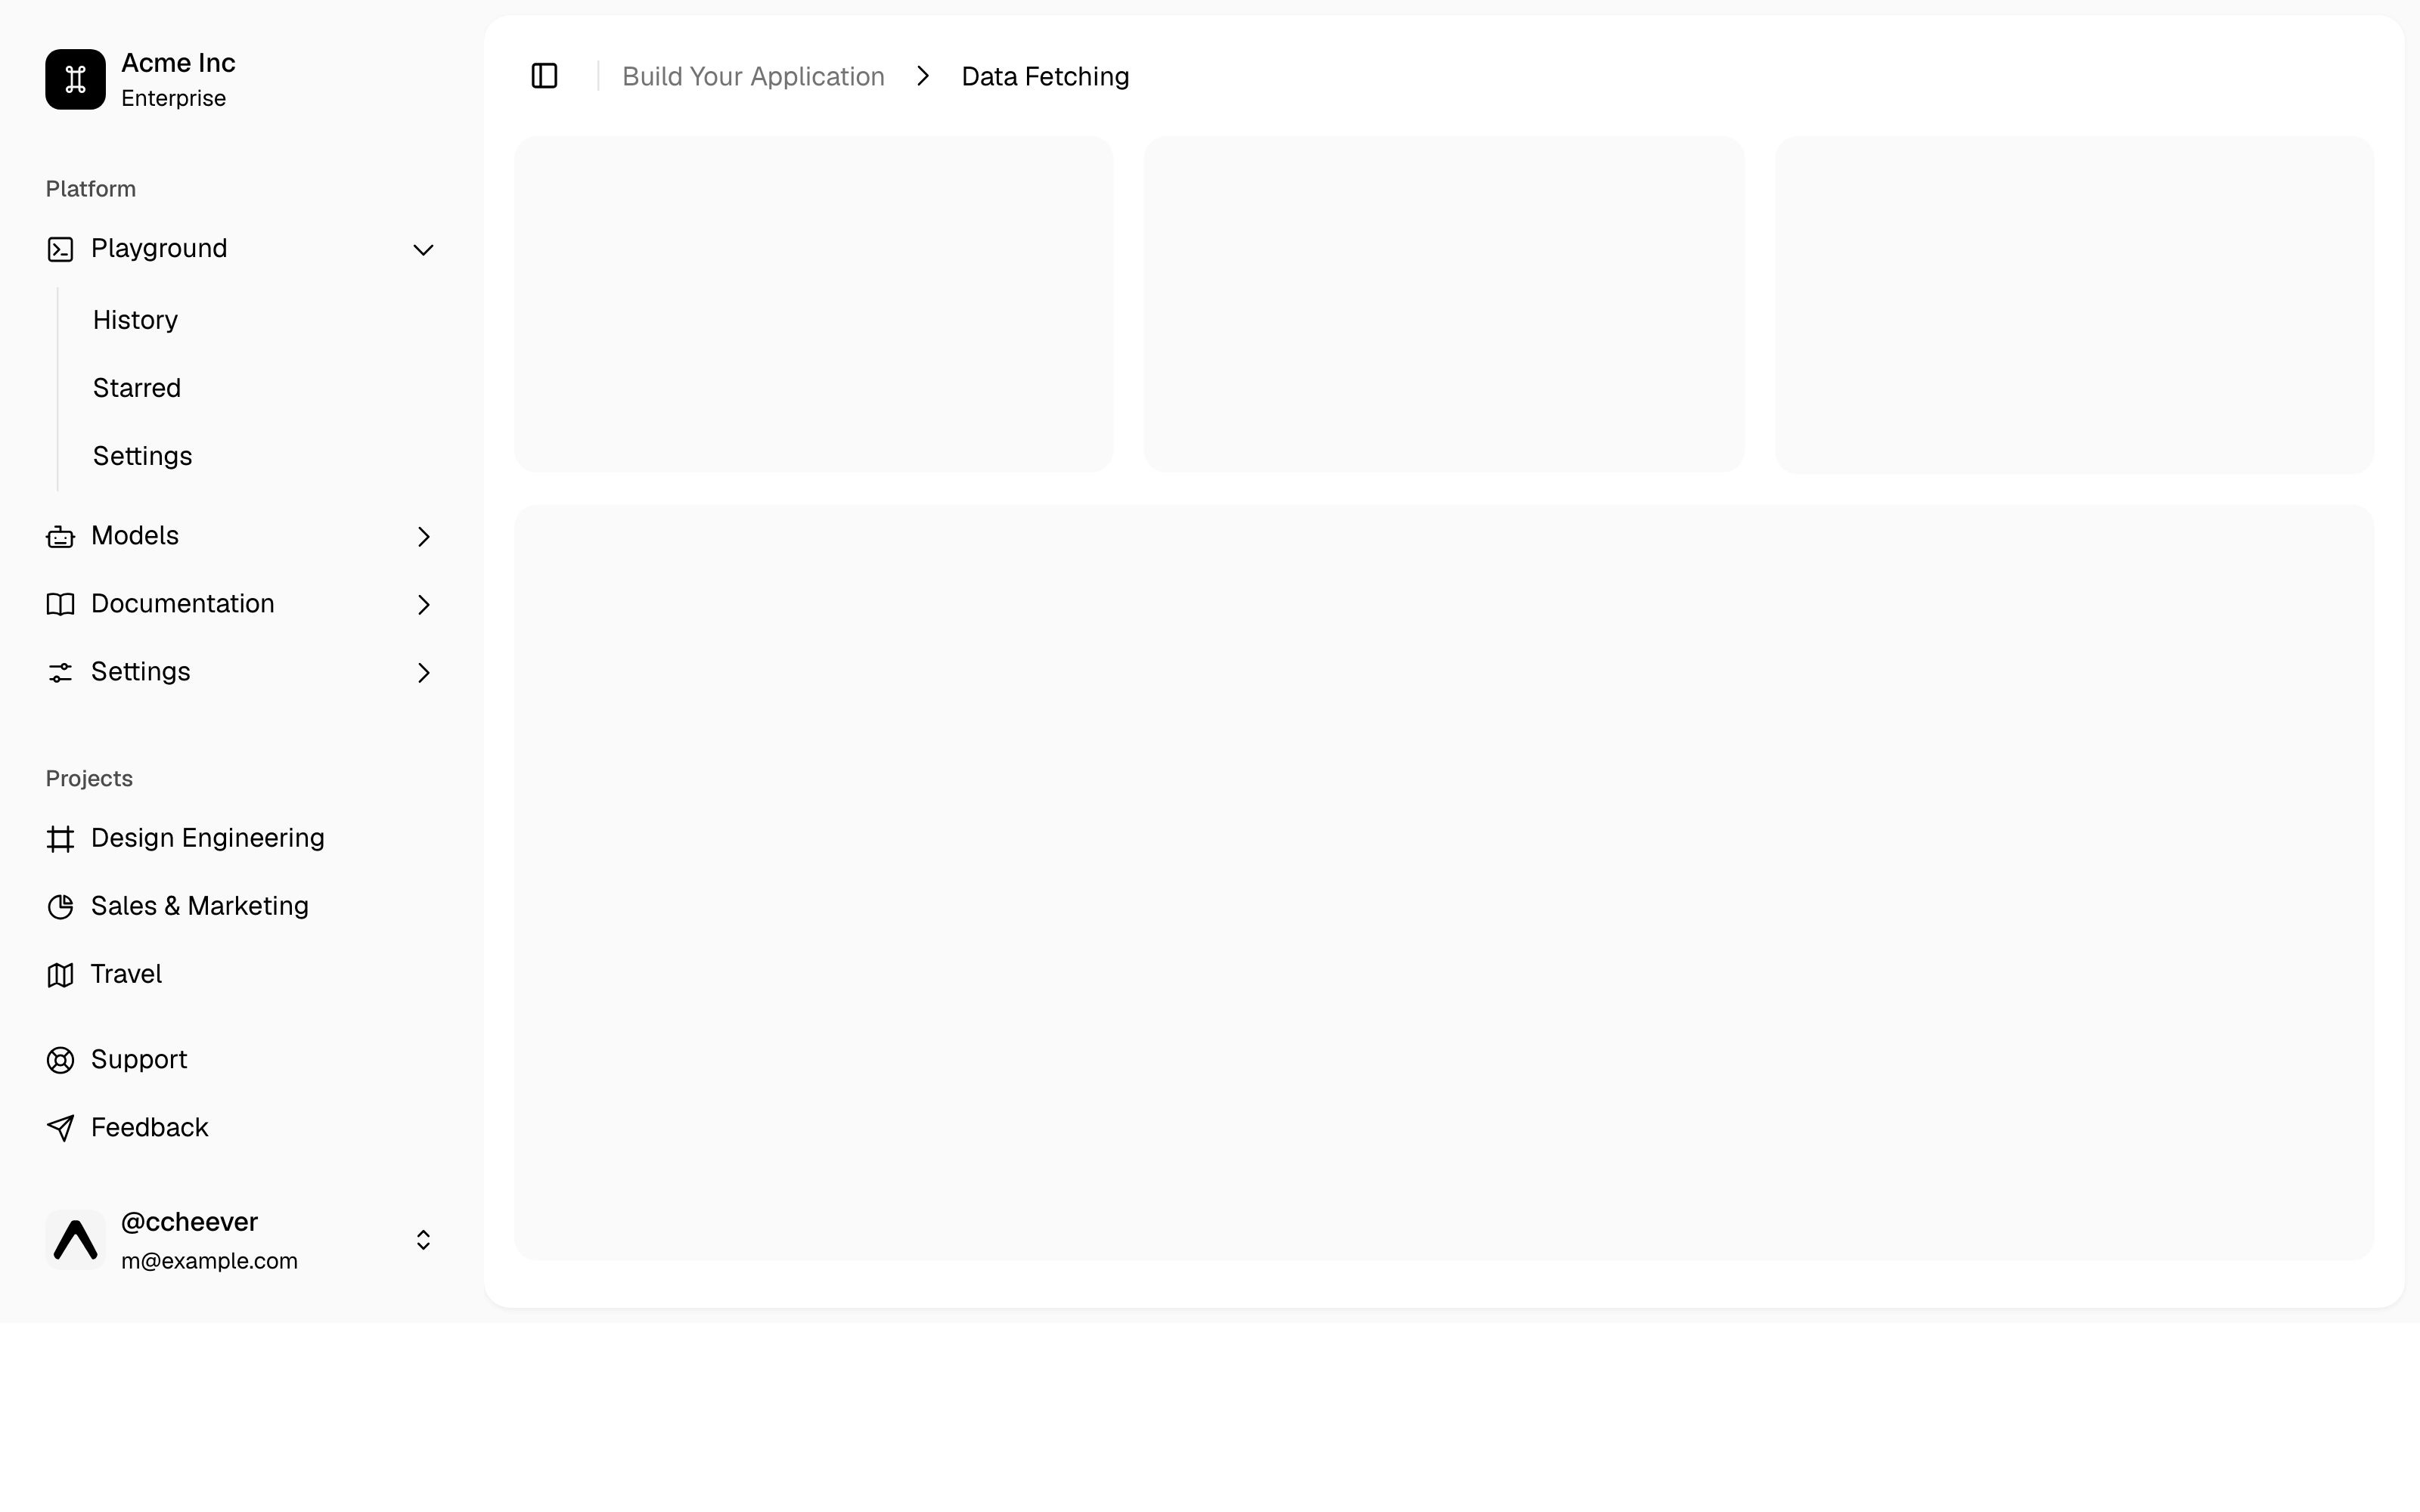 Acme Inc
Enterprise
Platform
Playground
History
Starred
Settings
Models
Documentation
Settings
Projects
Design Engineering
Sales & Marketing
Travel
Support
Feedback
@ccheever
m@example.com
Build Your Application
Data Fetching